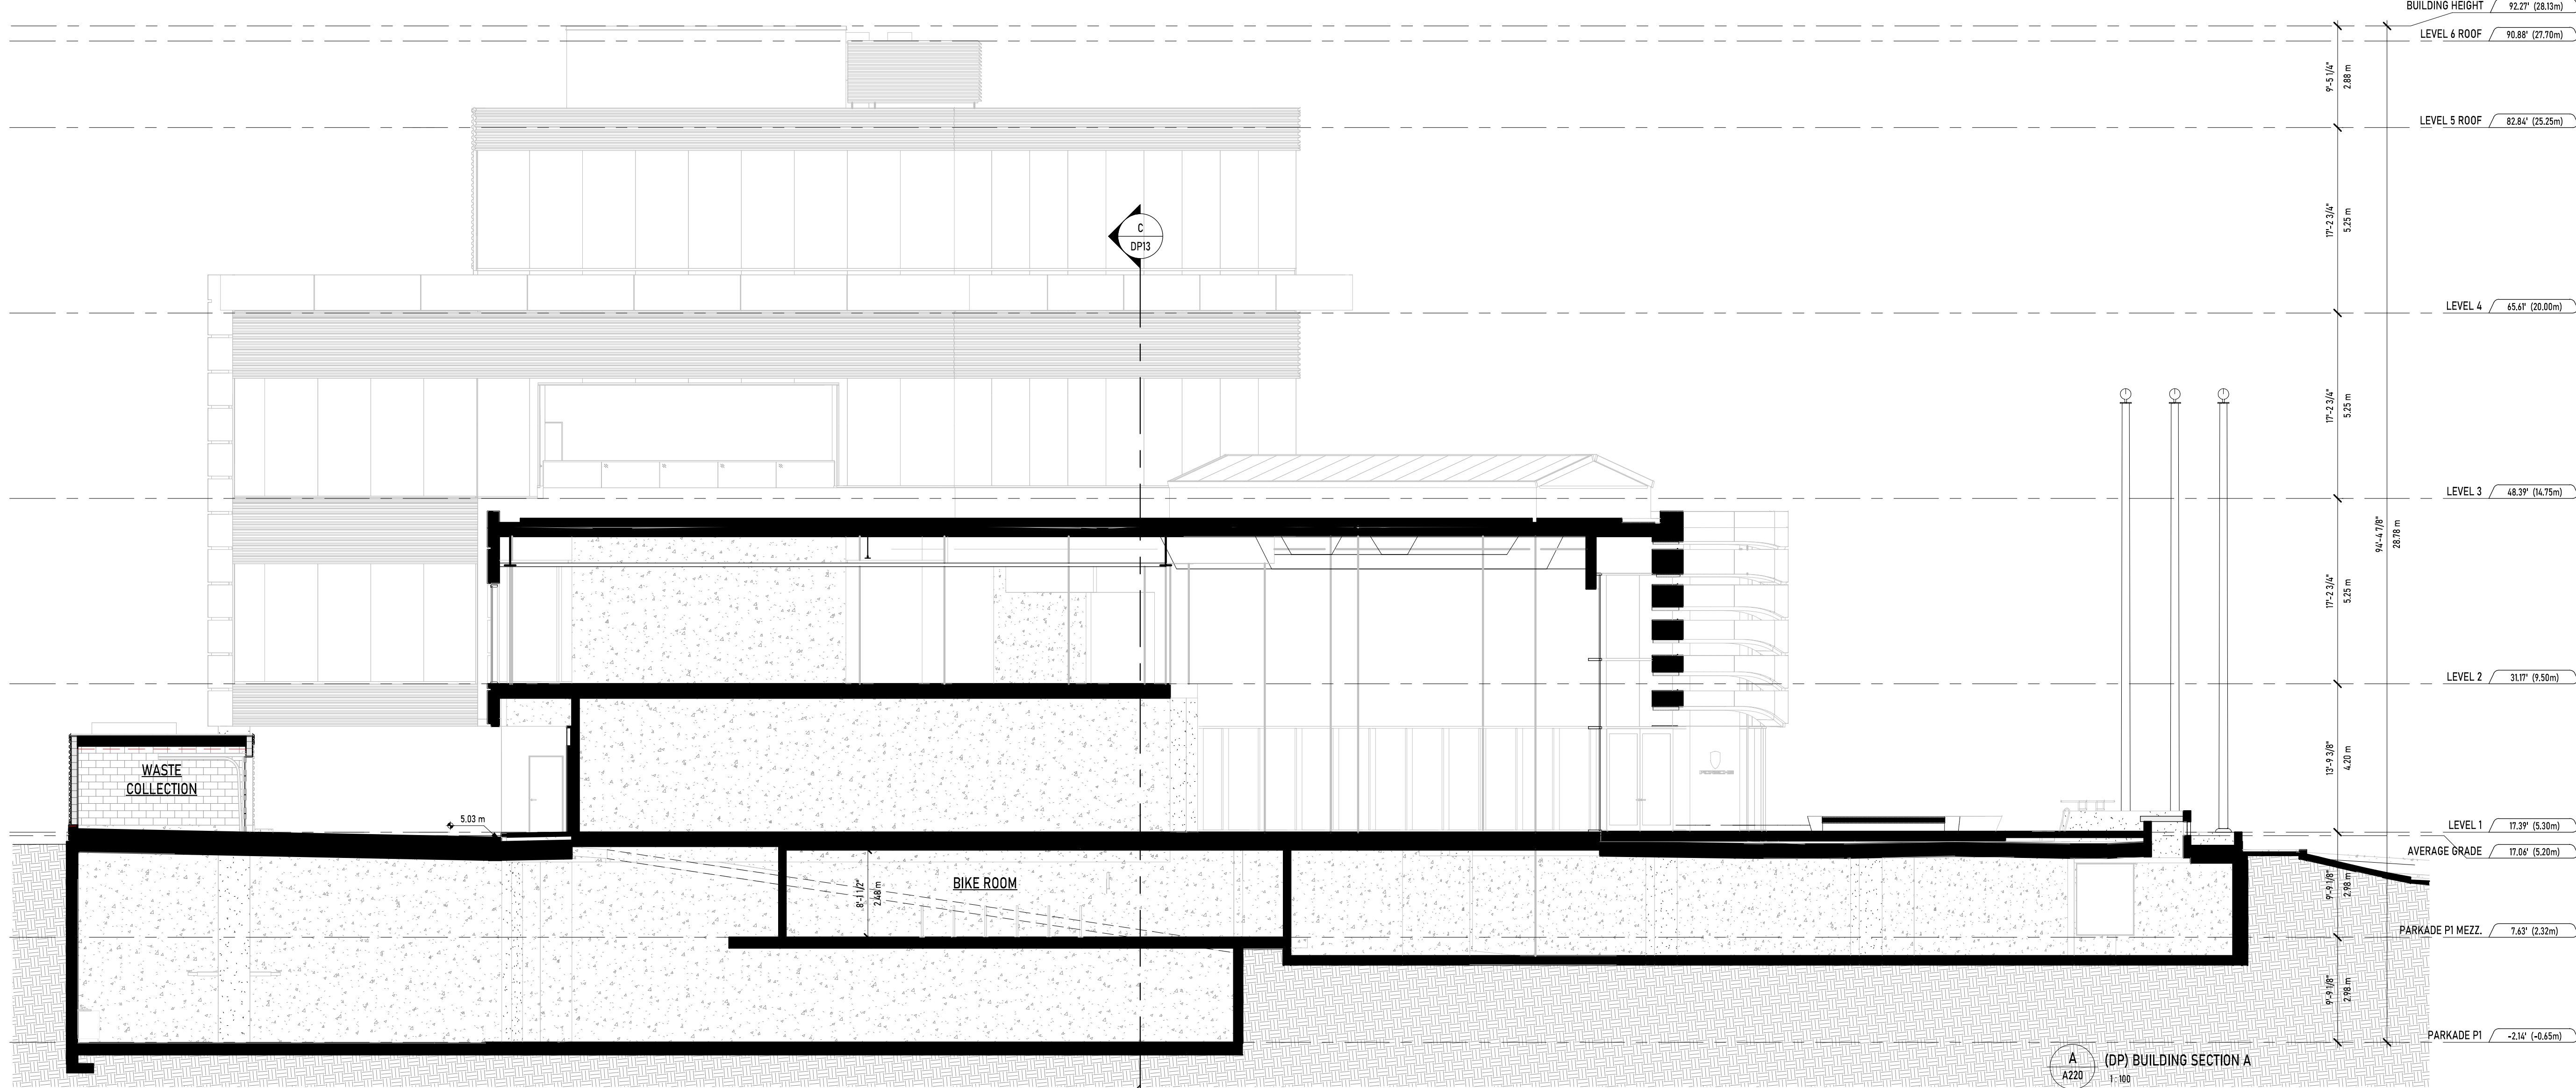 BUILDING HEIGHT 92.27' (28.13m)
LEVEL 6 ROOF 90.88' (27.70m)
9'-5 1/4"
2.88 m
LEVEL 5 ROOF 82.84' (25.25m)
17'-2 3/4"
5.25 m
C
DP13
LEVEL 4 65.61' (20.00m)
17'-2 3/4"
5.25 m
LEVEL 3 48.39' (14.75m)
94'-4 7/8"
28.78 m
17'-2 3/4"
5.25 m
LEVEL 2 31.17' (9.50m)
13'-9 3/8"
4.20 m
PORSCHE
WASTE
COLLECTION
5.03 m
LEVEL 1 17.39' (5.30m)
AVERAGE GRADE 17.06' (5.20m)
BIKE ROOM
8'-1 1/2"
2.48 m
9'-9 1/8"
2.98 m
PARKADE P1 MEZZ. 7.63' (2.32m)
9'-9 1/8"
2.98 m
PARKADE P1 -2.14' (-0.65m)
A
A220
(DP) BUILDING SECTION A
1 : 100